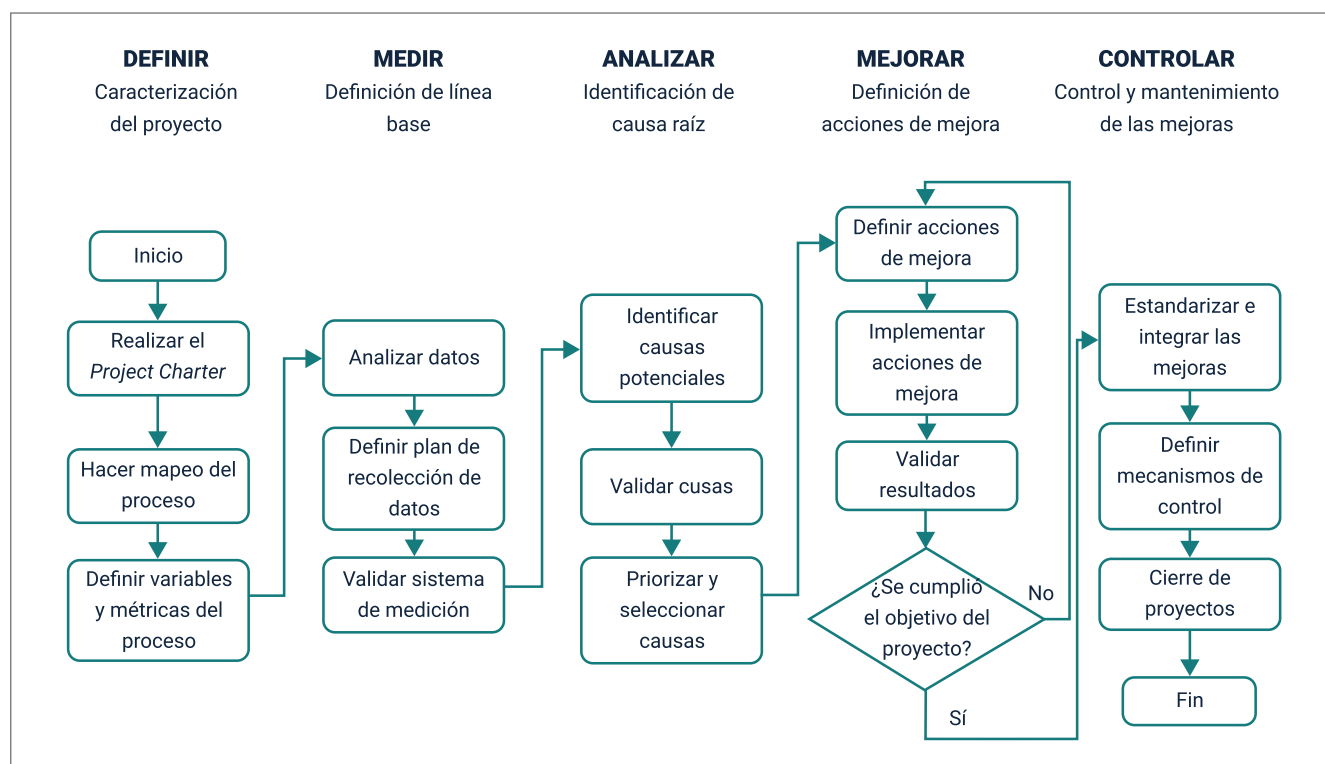 DEFINIR
Caracterización
del proyecto
MEDIR
Definición de línea
base
ANALIZAR
Identificación de
causa raíz
MEJORAR
Definición de
acciones de mejora
CONTROLAR
Control y mantenimiento
de las mejoras
Inicio
Realizar el
Project Charter
Hacer mapeo del
proceso
Definir variables
y métricas del
proceso
Analizar datos
Definir plan de
recolección de
datos
Validar sistema
de medición
Identificar
causas
potenciales
Validar cusas
Priorizar y
seleccionar
causas
Definir acciones
de mejora
Implementar
acciones de
mejora
Validar
resultados
¿Se cumplió
el objetivo del
proyecto?
No
Sí
Estandarizar e
integrar las
mejoras
Definir
mecanismos de
control
Cierre de
proyectos
Fin